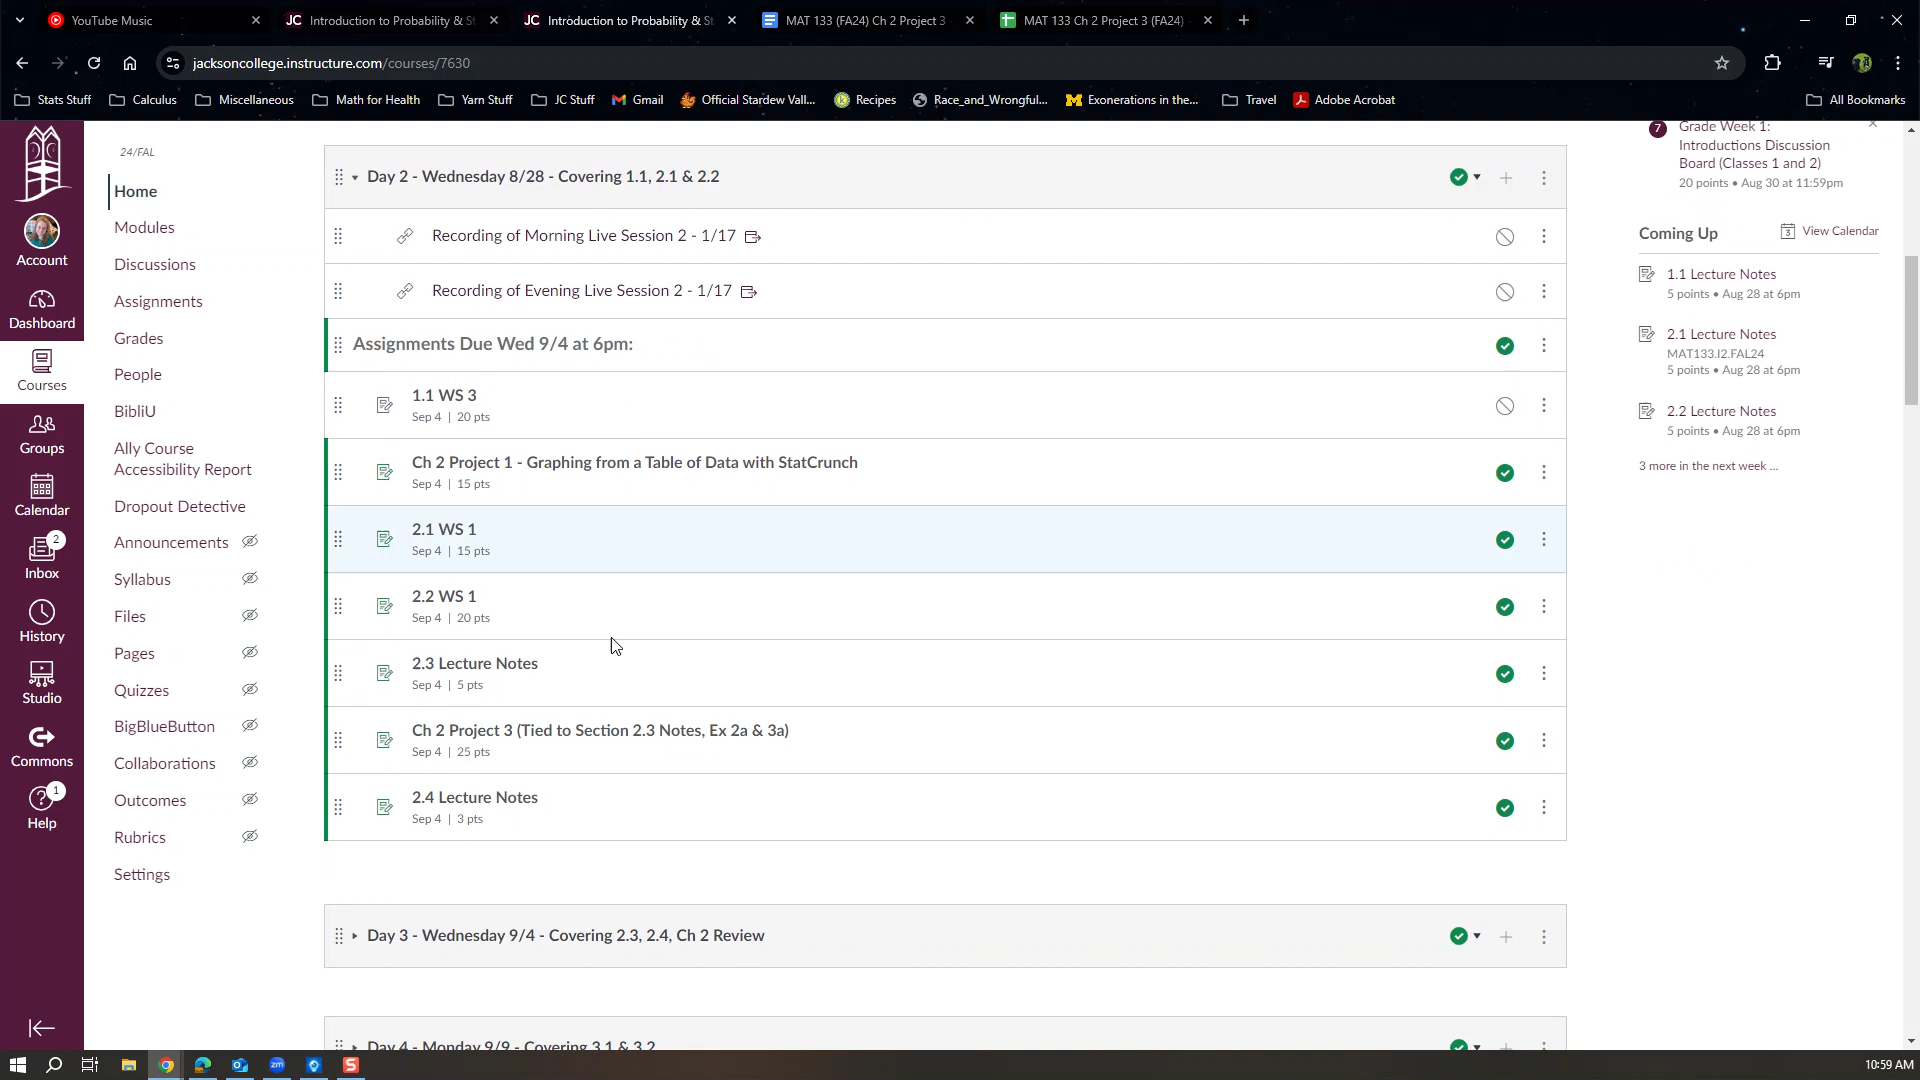 YouTube Music
Introduction to Probability & St
Introduction to Probability & St
MAT 133 (FA24) Ch 2 Project 3
MAT 133 Ch 2 Project 3 (FA24)
jacksoncollege.instructure.com/courses/7630
Stats Stuff
Calculus
Miscellaneous
Math for Health
Yarn Stuff
JC Stuff
Gmail
Official Stardew Vall...
Recipes
Race_and_Wrongful...
Exonerations in the...
Travel
Adobe Acrobat
All Bookmarks
Account
Dashboard
Courses
Groups
Calendar
2
Inbox
History
Studio
Commons
1
Help
24/FAL
Home
Modules
Discussions
Assignments
Grades
People
BibliU
Ally Course
Accessibility Report
Dropout Detective
Announcements
Syllabus
Files
Pages
Quizzes
BigBlueButton
Collaborations
Outcomes
Rubrics
Settings
Day 2 - Wednesday 8/28 - Covering 1.1, 2.1 & 2.2
Recording of Morning Live Session 2 - 1/17
Recording of Evening Live Session 2 - 1/17
Assignments Due Wed 9/4 at 6pm:
1.1 WS 3
Sep 4 | 20 pts
Ch 2 Project 1 - Graphing from a Table of Data with StatCrunch
Sep 4 | 15 pts
2.1 WS 1
Sep 4 | 15 pts
2.2 WS 1
Sep 4 | 20 pts
2.3 Lecture Notes
Sep 4 | 5 pts
Ch 2 Project 3 (Tied to Section 2.3 Notes, Ex 2a & 3a)
Sep 4 | 25 pts
2.4 Lecture Notes
Sep 4 | 3 pts
Day 3 - Wednesday 9/4 - Covering 2.3, 2.4, Ch 2 Review
Day 4 - Monday 9/9 - Covering 3.1 & 3.2
7
Grade Week 1:
Introductions Discussion
Board (Classes 1 and 2)
20 points • Aug 30 at 11:59pm
Coming Up
View Calendar
1.1 Lecture Notes
5 points • Aug 28 at 6pm
2.1 Lecture Notes
MAT133.I2.FAL24
5 points • Aug 28 at 6pm
2.2 Lecture Notes
5 points • Aug 28 at 6pm
3 more in the next week ...
10:59 AM